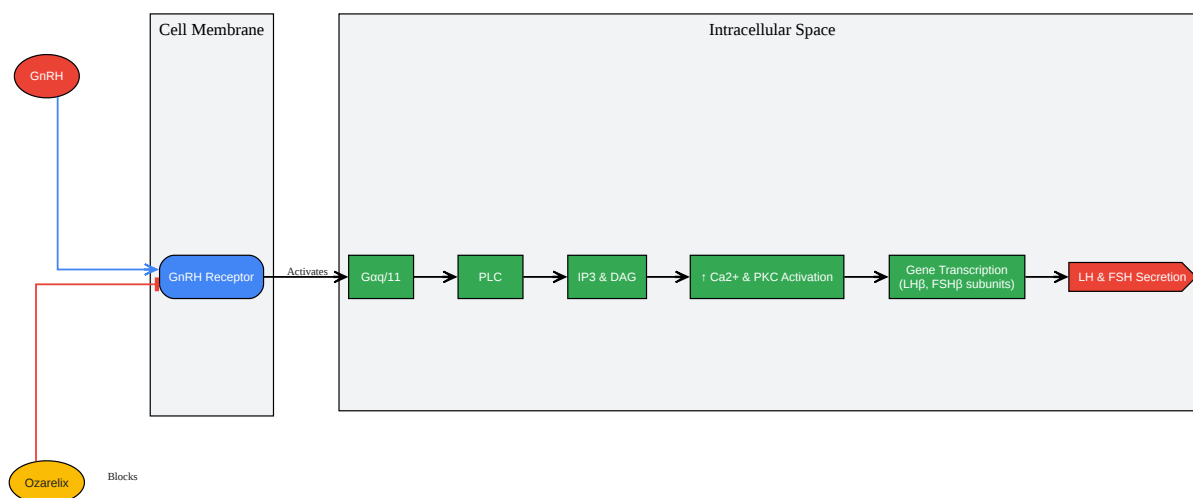 Cell Membrane
Intracellular Space
GnRH
GnRH Receptor
Activates
Gαq/11
PLC
IP3 & DAG
↑ Ca2+ & PKC Activation
Gene Transcription
(LHβ, FSHβ subunits)
LH & FSH Secretion
Ozarelix
Blocks